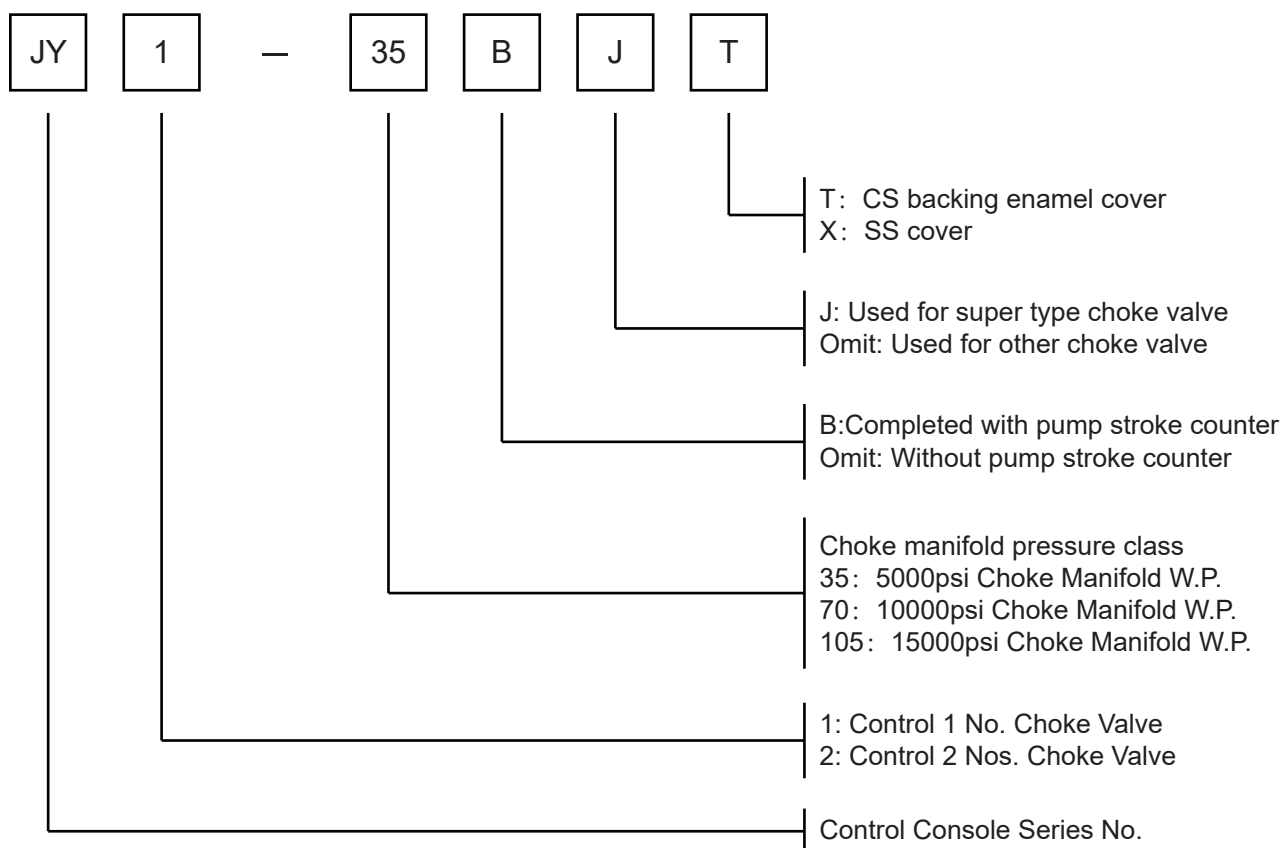 JY 1 — 35 B J T
T： CS backing enamel cover
X： SS cover
J: Used for super type choke valve
Omit: Used for other choke valve
B:Completed with pump stroke counter
Omit: Without pump stroke counter
Choke manifold pressure class
35： 5000psi Choke Manifold W.P.
70： 10000psi Choke Manifold W.P.
105： 15000psi Choke Manifold W.P.
1: Control 1 No. Choke Valve
2: Control 2 Nos. Choke Valve
Control Console Series No.